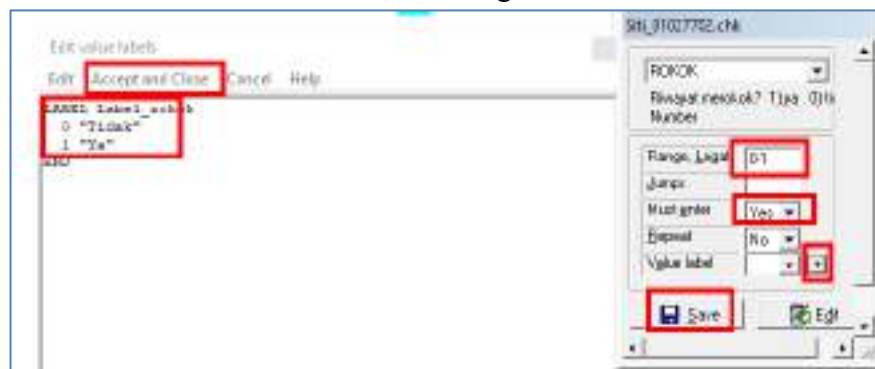 Siti_01027702.chk
Edit value labels
Edit Accept and Close Cancel Help
LABEL label_rokok
0 "Tidak"
1 "Ya"
END
ROKOK
Riwayat merokok? 1)ya 0)ti
Number
Range, Legal 0-1
Jumps
Must enter Yes
Repeat No
Value label +
Save Edit